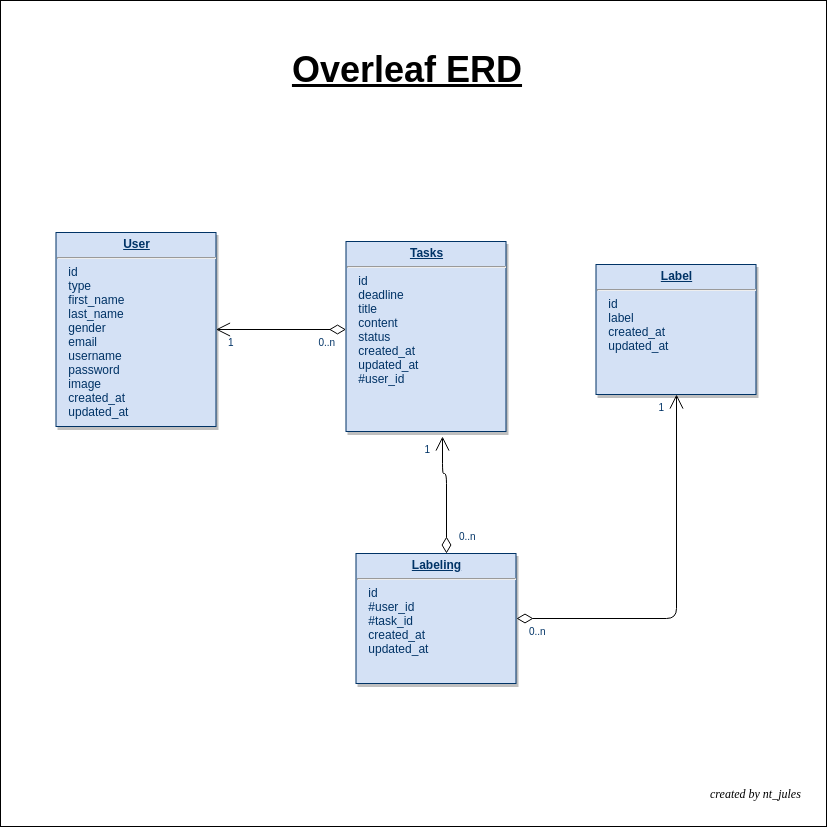 Overleaf ERD
User
id
type
first_name
last_name
gender
email
username
password
image
created_at
updated_at
1
0..n
Tasks
id
deadline
title
content
status
created_at
updated_at
#user_id
Label
id
label
created_at
updated_at
1
1
0..n
Labeling
id
#user_id
#task_id
created_at
updated_at
0..n
created by nt_jules